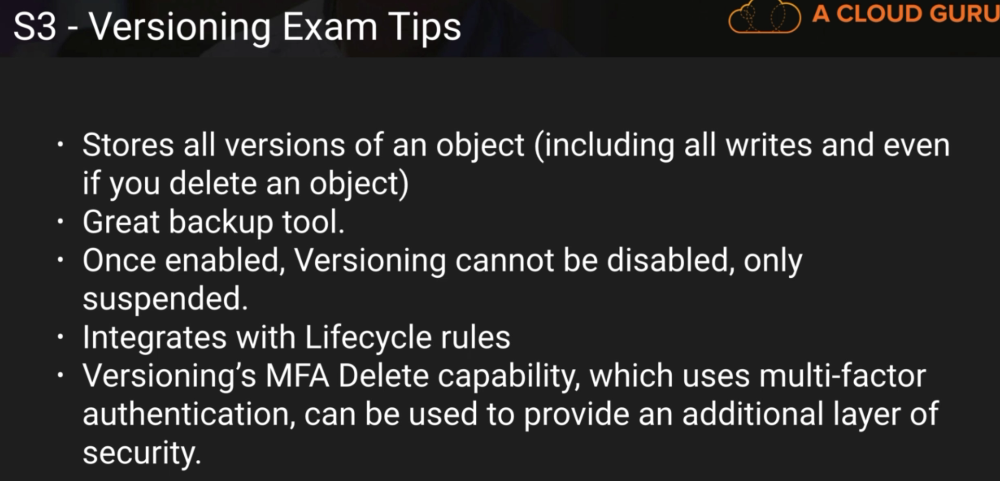 S3 - Versioning Exam Tips
A CLOUD GURU
• Stores all versions of an object (including all writes and even
if you delete an object)
• Great backup tool.
• Once enabled, Versioning cannot be disabled, only
suspended.
• Integrates with Lifecycle rules
• Versioning’s MFA Delete capability, which uses multi-factor
authentication, can be used to provide an additional layer of
security.